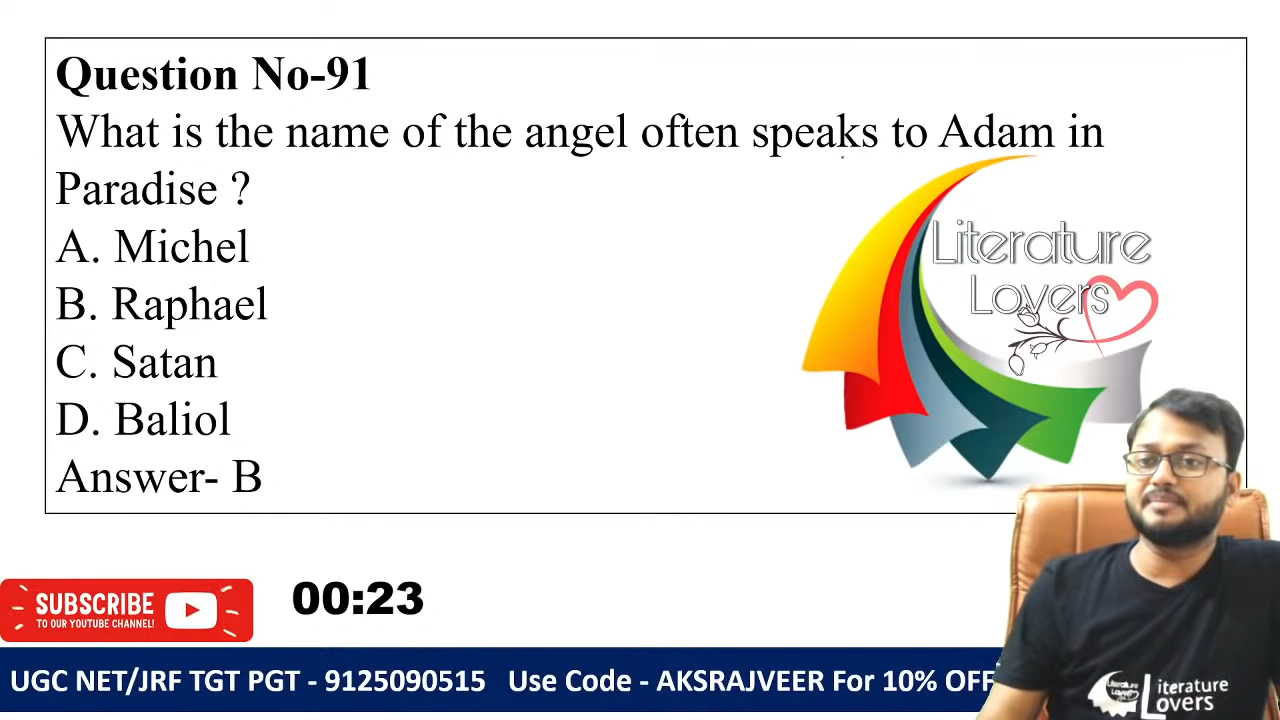 Question No-91
What is the name of the angel often speaks to Adam in
Paradise ?
A. Michel
B. Raphael
C. Satan
D. Baliol
Answer- B
Literature
Lovers
SUBSCRIBE
TO OUR YOUTUBE CHANNEL!
00:23
UGC NET/JRF TGT PGT - 9125090515 Use Code - AKSRAJVEER For 10% OFF
Literature
Lovers